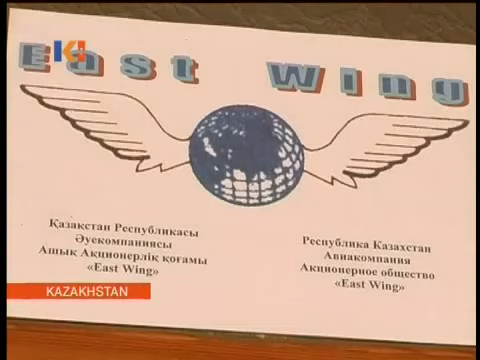 East Wing
Қазақстан Республикасы
Әуекомпаниясы
Ашық Акционерлік қоғамы
«East Wing»
Республика Казахстан
Авиакомпания
Акционерное общество
«East Wing»
KAZAKHSTAN